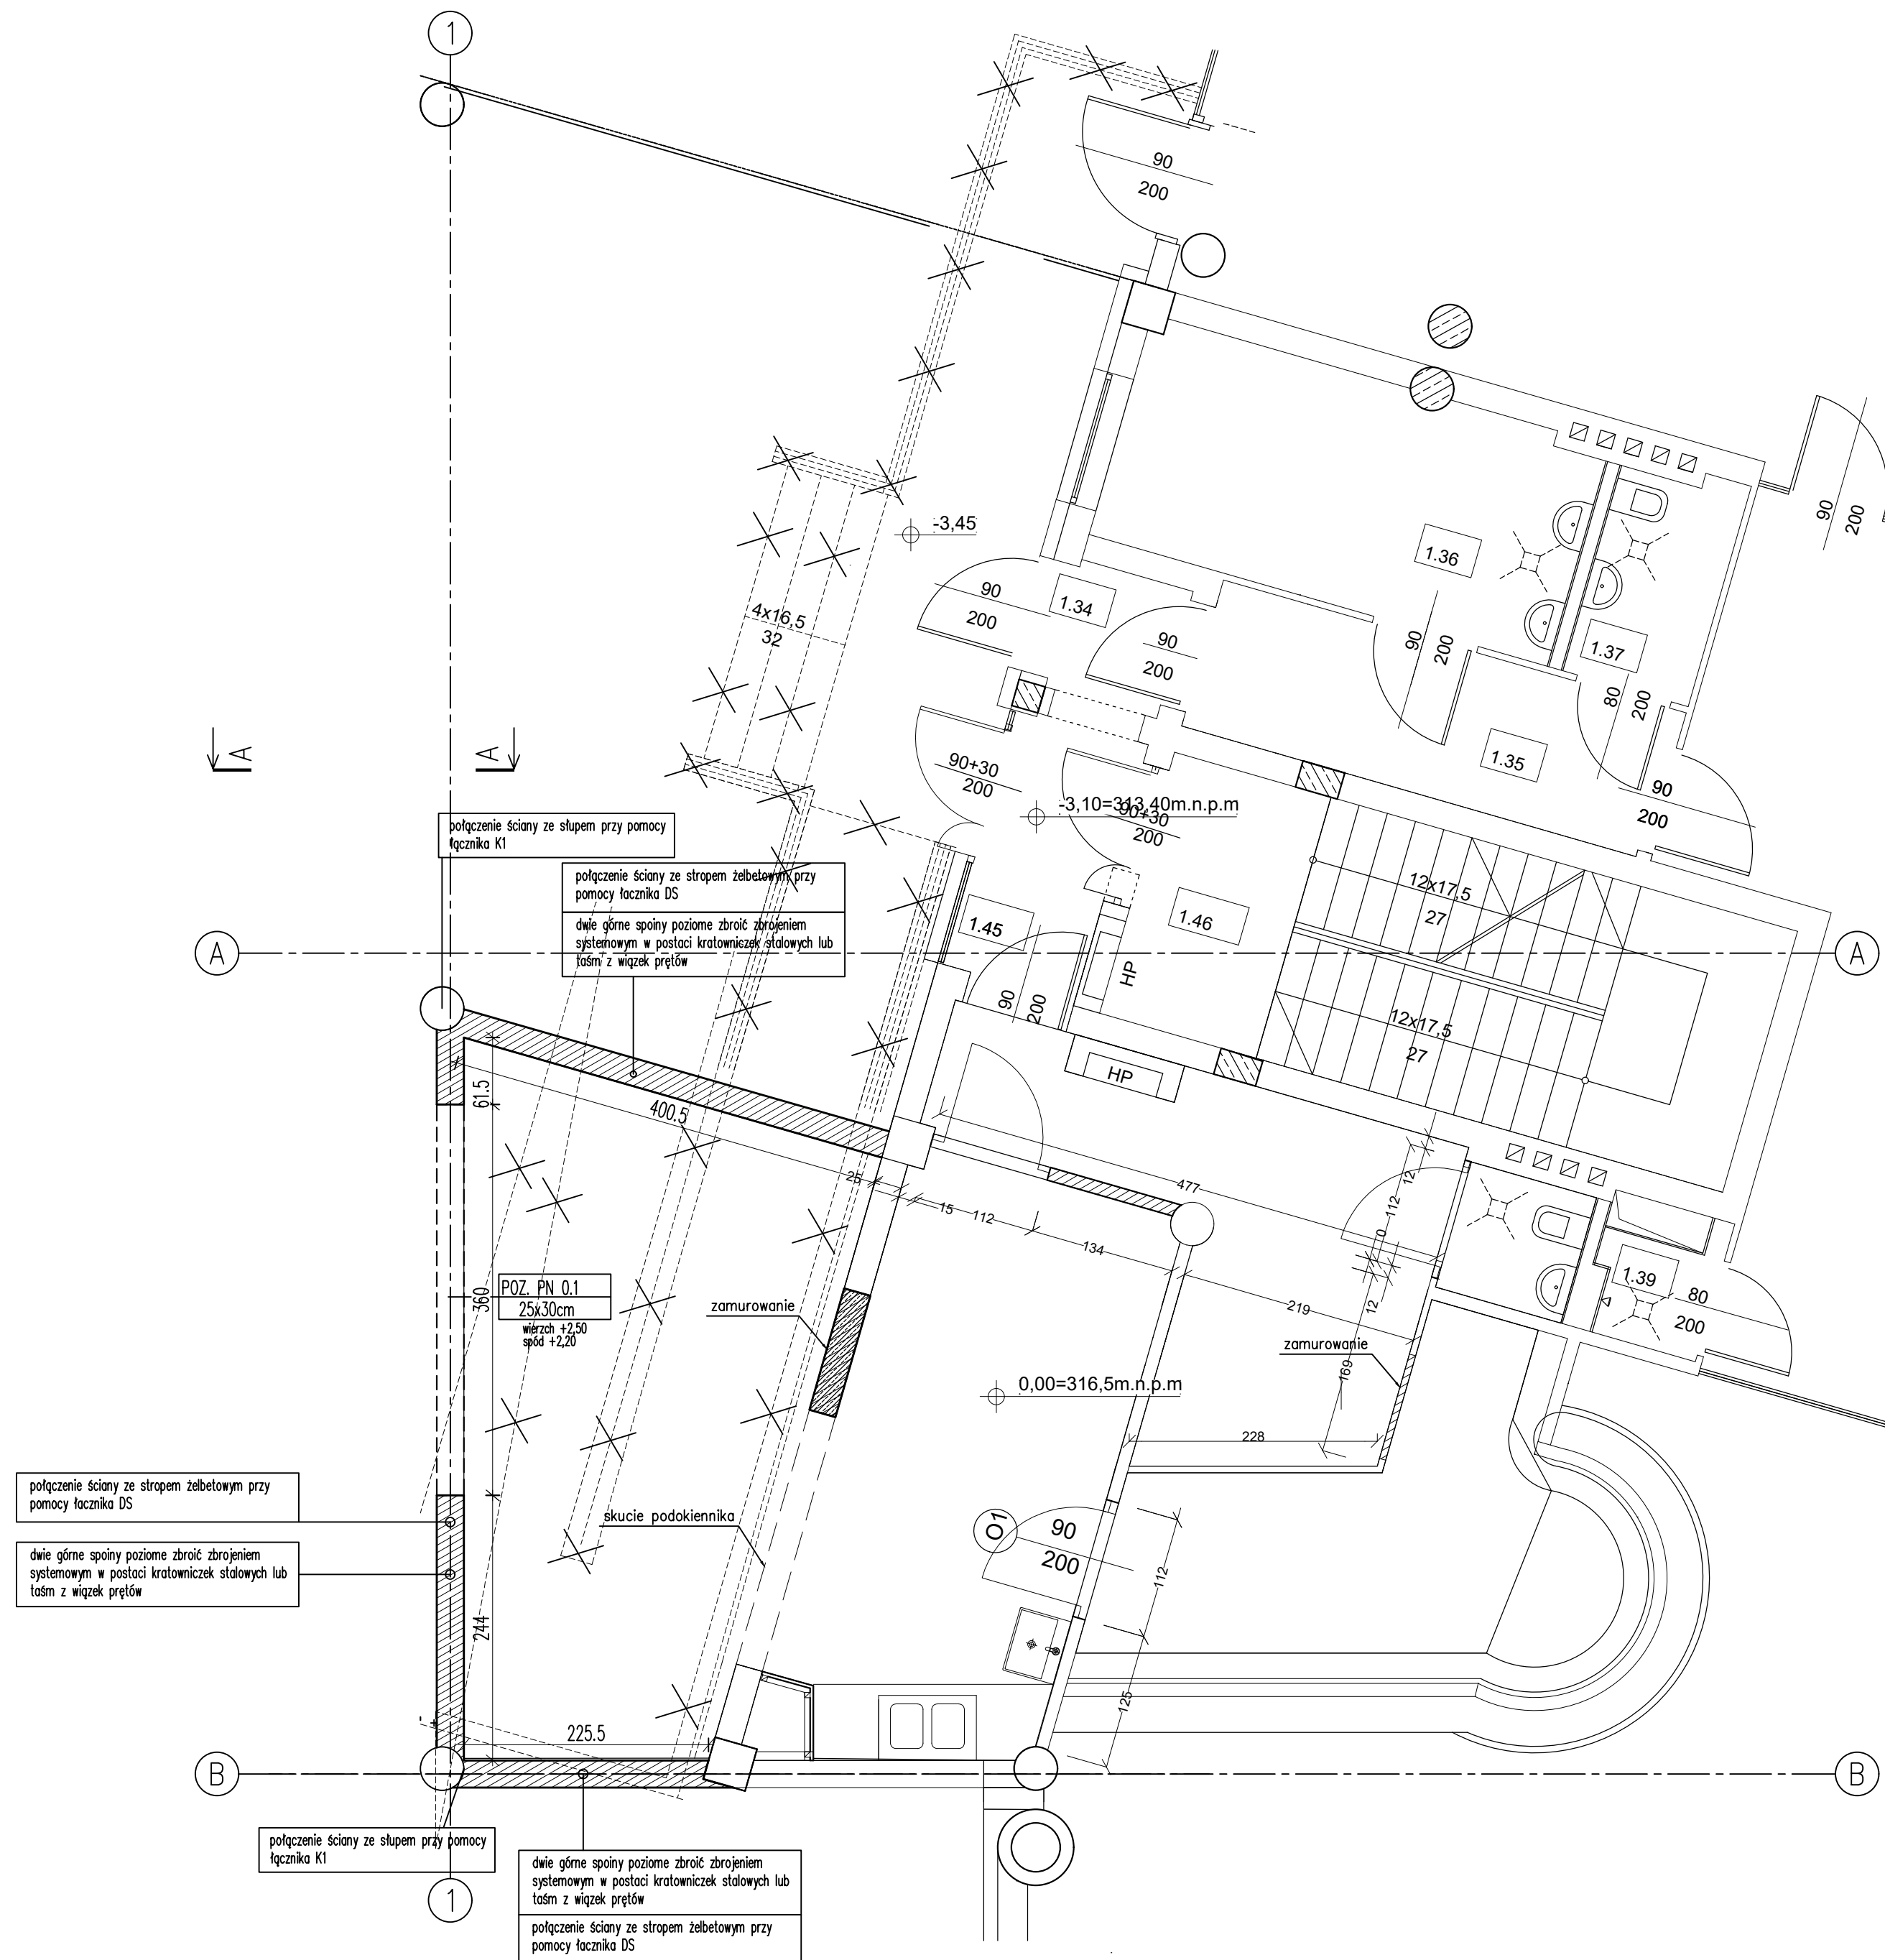 1
90
200
-3,45
1.36
90
200
1.34
90
200
4x16,5
32
90
200
90
200
1.37
80
200
1.35
90
200
A
A
90+30
200
-3,10=313,40m.n.p.m
90+30
200
połączenie ściany ze słupem przy pomocy
łącznika K1
połączenie ściany ze stropem żelbetowym przy
pomocy łacznika DS
dwie górne spoiny poziome zbroić zbrojeniem
systemowym w postaci kratowniczek stalowych lub
taśm z wiązek prętów
12x17,5
27
1.45
1.46
A
A
HP
90
200
12x17,5
27
HP
61.5
400.5
25
15
112
477
12
112
0
12
134
219
1.39
80
200
360
POZ. PN 0.1
25x30cm
wierzch +2,50
spód +2,20
zamurowanie
zamurowanie
169
0,00=316,5m.n.p.m
228
połączenie ściany ze stropem żelbetowym przy
pomocy łacznika DS
skucie podokiennika
O1
90
200
dwie górne spoiny poziome zbroić zbrojeniem
systemowym w postaci kratowniczek stalowych lub
taśm z wiązek prętów
112
244
125
225.5
B
B
połączenie ściany ze słupem przy pomocy
łącznika K1
dwie górne spoiny poziome zbroić zbrojeniem
systemowym w postaci kratowniczek stalowych lub
taśm z wiązek prętów
połączenie ściany ze stropem żelbetowym przy
pomocy łacznika DS
1